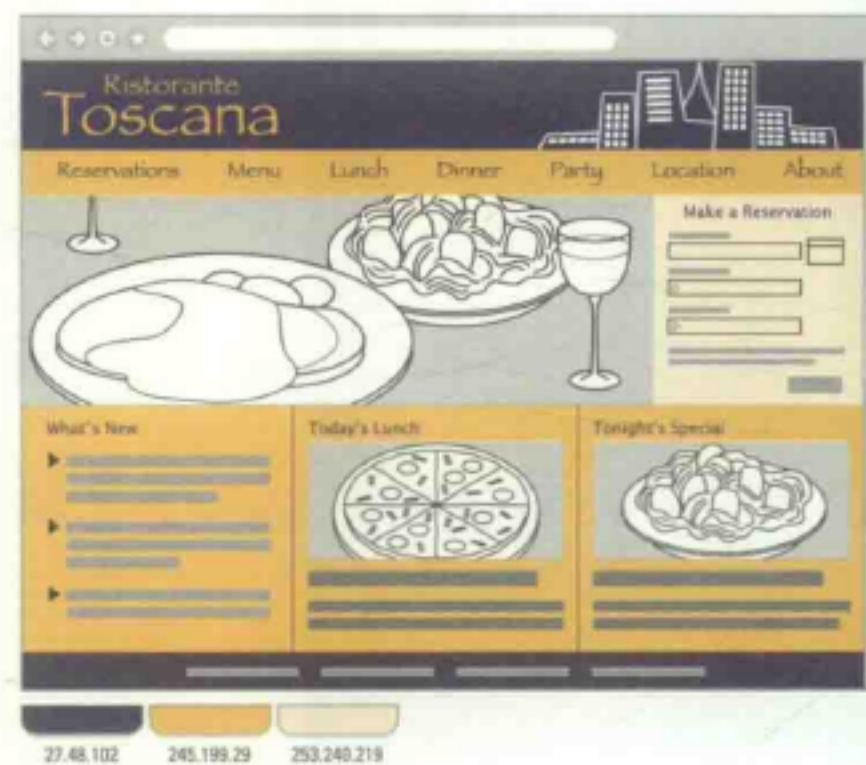 Ristorante
Toscana
Reservations Menu Lunch Dinner Party Location About
Make a Reservation
What's New
Today's Lunch
Tonight's Special
27.48.102 245.199.29 253.240.219